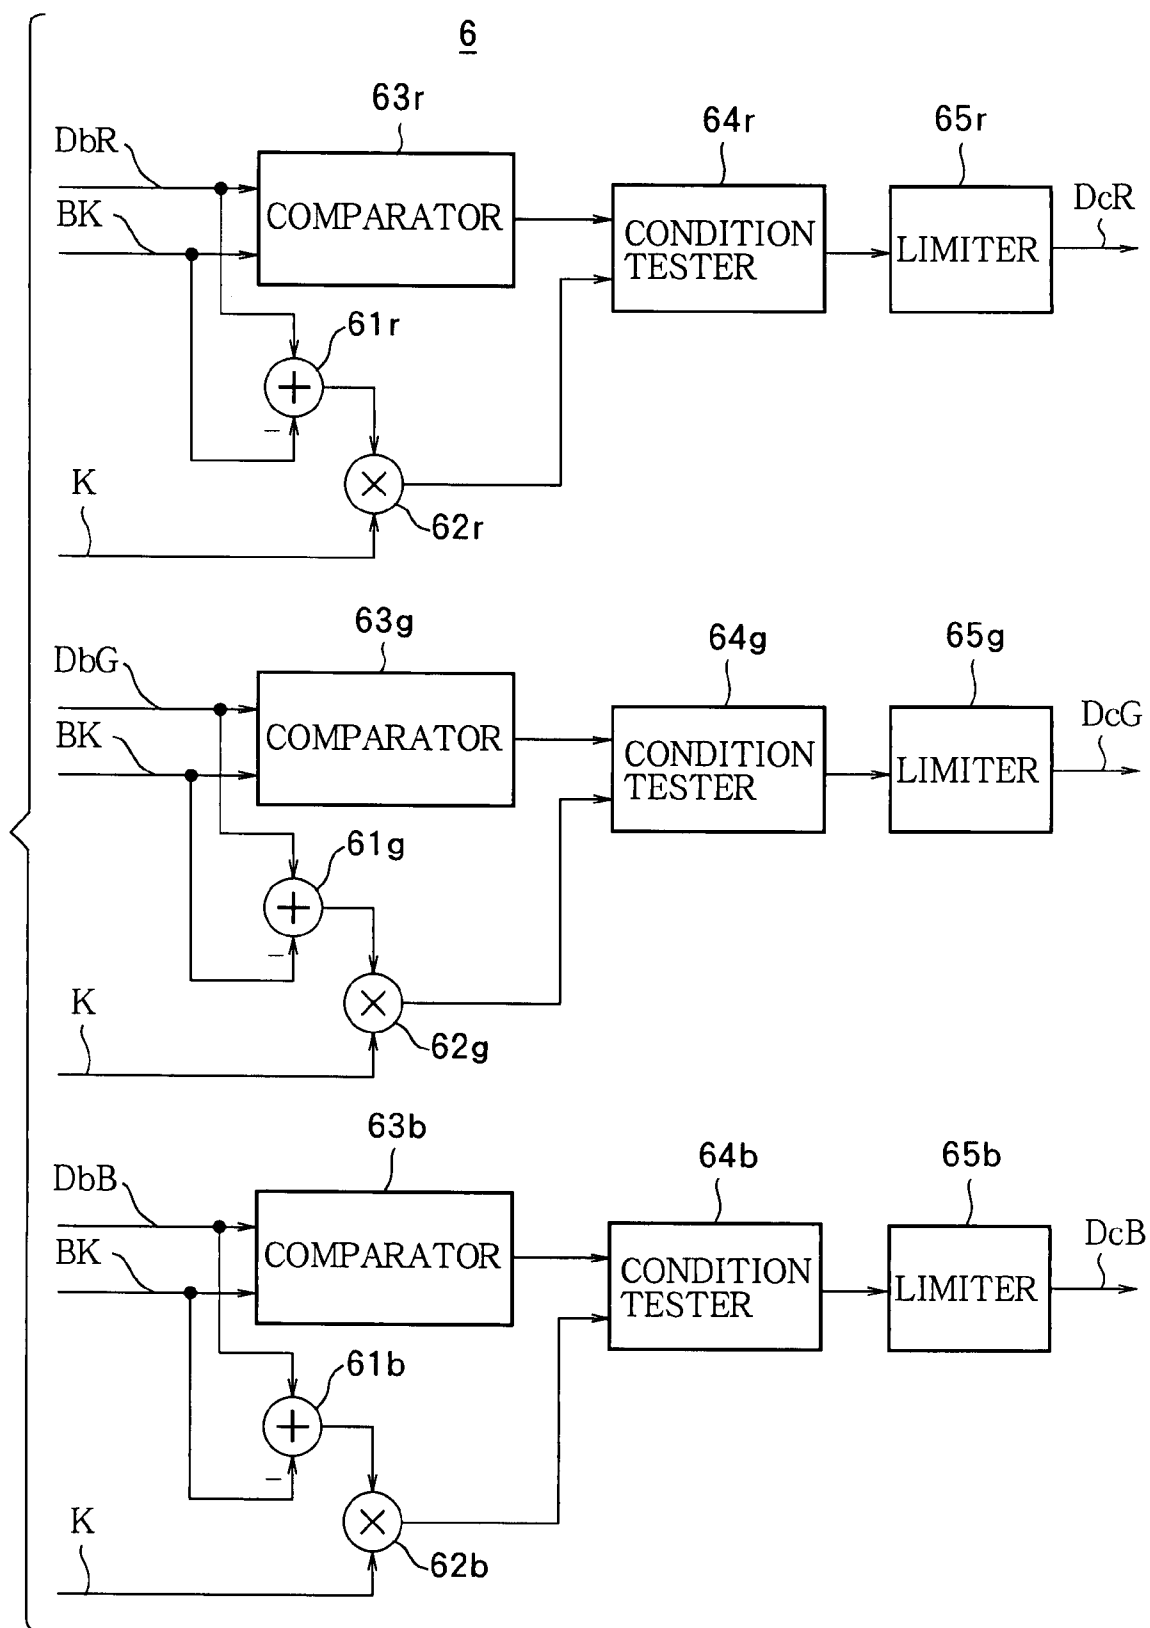 6
63r
64r
65r
DbR
DcR
BK
COMPARATOR
CONDITION
TESTER
LIMITER
61r
+
−
K
×
62r
63g
64g
65g
DbG
DcG
BK
COMPARATOR
CONDITION
TESTER
LIMITER
61g
+
−
K
×
62g
63b
64b
65b
DbB
DcB
BK
COMPARATOR
CONDITION
TESTER
LIMITER
61b
+
−
K
×
62b